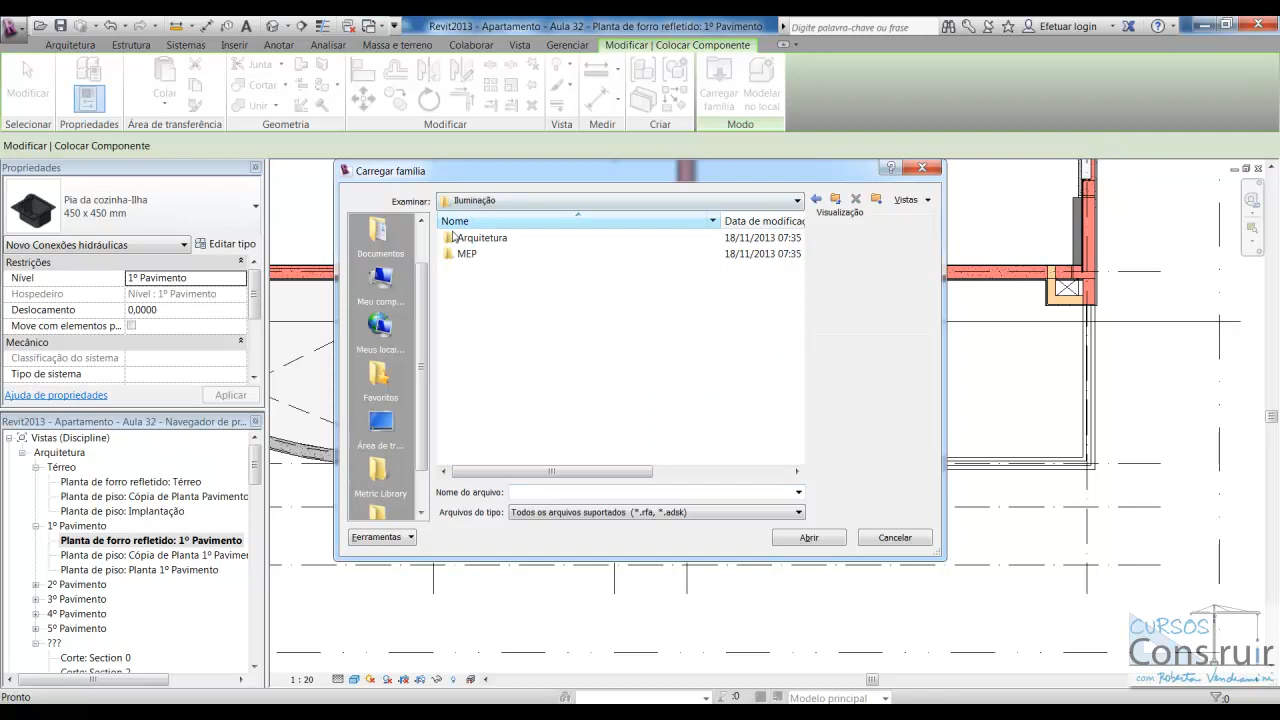 Revit2013 - Apartamento - Aula 32 - Planta de forro refletido: 1º Pavimento
Digite palavra-chave ou frase
Efetuar login
Arquitetura Estrutura Sistemas Inserir Anotar Analisar Massa e terreno Colaborar Vista Gerenciar Modificar | Colocar Componente
Modificar
Colar
Junta
Cortar
Unir
Carregar família
Modelar no local
Selecionar Propriedades Área de transferência Geometria Modificar Vista Medir Criar Modo
Modificar | Colocar Componente
Propriedades
Pia da cozinha-Ilha
450 x 450 mm
Novo Conexões hidráulicas
Editar tipo
Restrições
Nível 1º Pavimento
Hospedeiro Nível : 1º Pavimento
Deslocamento 0,0000
Move com elementos p...
Mecânico
Classificação do sistema
Tipo de sistema
Ajuda de propriedades
Aplicar
Revit2013 - Apartamento - Aula 32 - Navegador de pr...
Vistas (Discipline)
Arquitetura
Térreo
Planta de forro refletido: Térreo
Planta de piso: Cópia de Planta Pavimento
Planta de piso: Implantação
1º Pavimento
Planta de forro refletido: 1º Pavimento
Planta de piso: Cópia de Planta 1º Pavimen
Planta de piso: Planta 1º Pavimento
2º Pavimento
3º Pavimento
4º Pavimento
5º Pavimento
???
Corte: Section 0
Corte: Section 2
Carregar família
Examinar: Iluminação
Vistas
Nome Data de modificaç
Visualização
Arquitetura 18/11/2013 07:35
MEP 18/11/2013 07:35
Documentos
Meu comp...
Meus locai...
Favoritos
Área de tr...
Metric Library
Nome do arquivo:
Arquivos do tipo: Todos os arquivos suportados (*.rfa, *.adsk)
Ferramentas
Abrir
Cancelar
1 : 20
Pronto
:0
Modelo principal
:0
CURSOS
Construir
com Roberta Vendramini